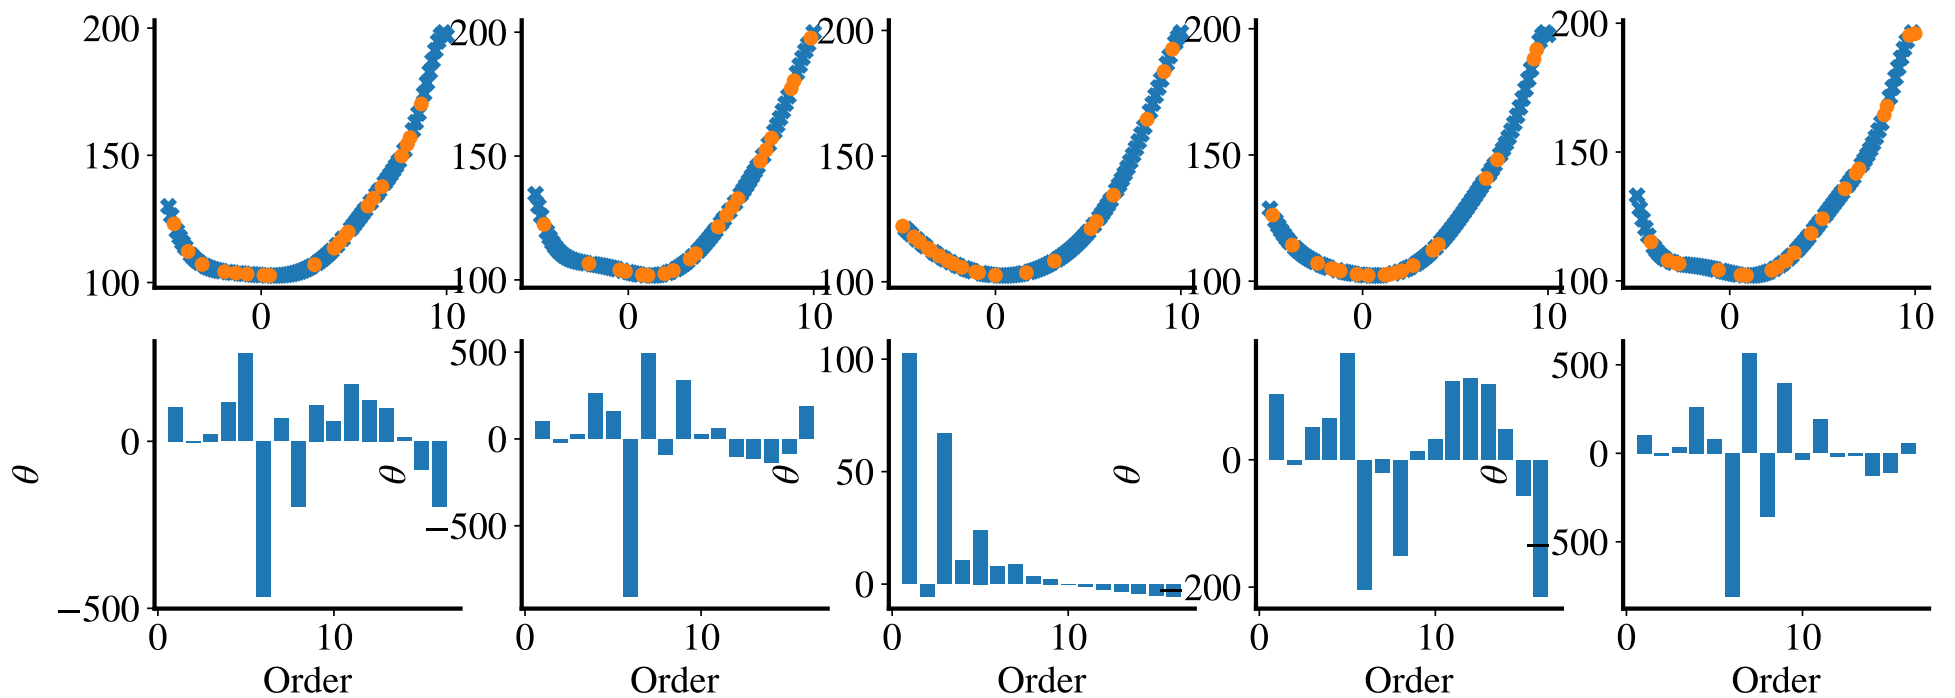 200 200 200 200 200
150 150 150 150 150
100 100 100 100 100
0 10 0 10 0 10 0 10 0 10
0 500 100 0 500
−500 0 50 −200 0
θ −500 0 θ −500
θ θ θ
0 10 0 10 0 10 0 10 0 10
Order Order Order Order Order